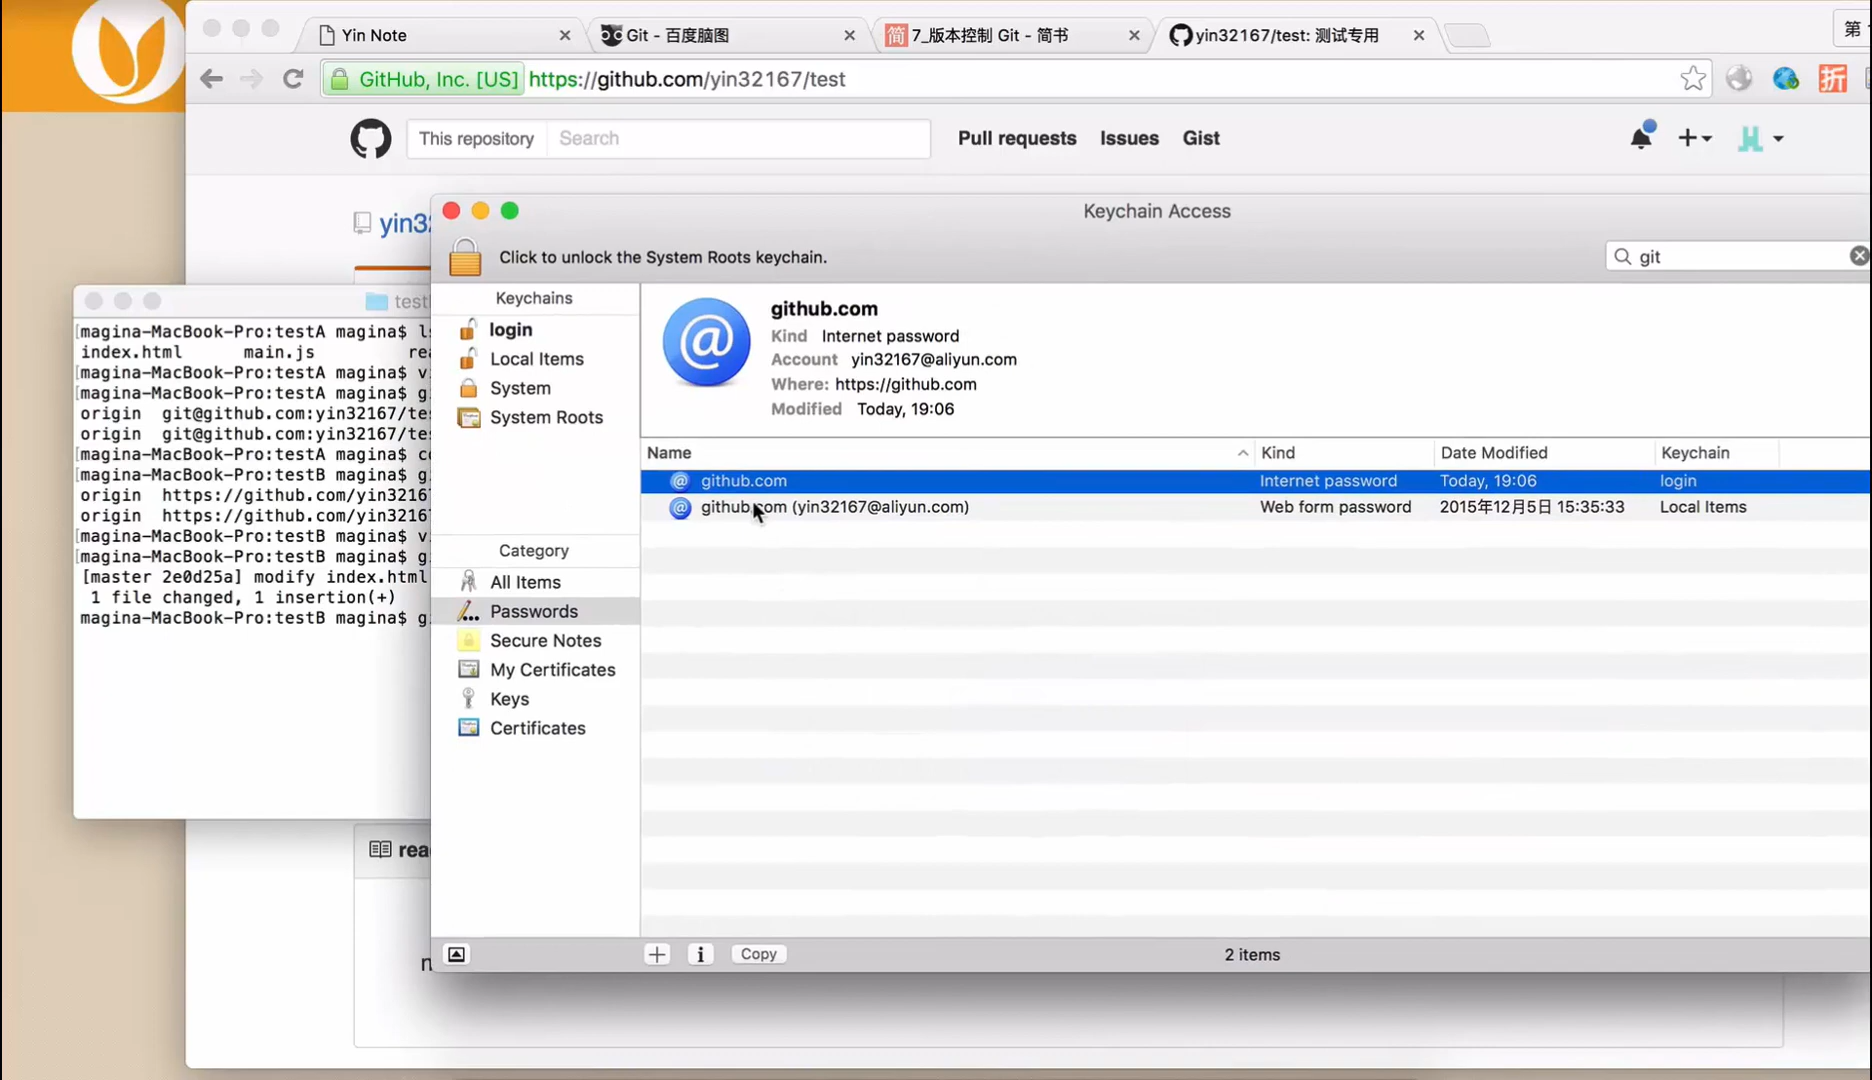 Yin Note
Git - 百度脑图
简 7_版本控制 Git - 简书
yin32167/test: 测试专用
第
GitHub, Inc. [US] https://github.com/yin32167/test
折
This repository Search
Pull requests Issues Gist
yin3
Keychain Access
Click to unlock the System Roots keychain.
git
Keychains
login
Local Items
System
System Roots
Category
All Items
Passwords
Secure Notes
My Certificates
Keys
Certificates
github.com
Kind Internet password
Account yin32167@aliyun.com
Where: https://github.com
Modified Today, 19:06
Name Kind Date Modified Keychain
github.com Internet password Today, 19:06 login
github.com (yin32167@aliyun.com) Web form password 2015年12月5日 15:35:33 Local Items
Copy
2 items
test
[magina-MacBook-Pro:testA magina$ l
index.html main.js re
[magina-MacBook-Pro:testA magina$ v
[magina-MacBook-Pro:testA magina$ g
origin git@github.com:yin32167/te
origin git@github.com:yin32167/te
[magina-MacBook-Pro:testA magina$ c
[magina-MacBook-Pro:testB magina$ g
origin https://github.com/yin32167
origin https://github.com/yin32167
[magina-MacBook-Pro:testB magina$ v
[magina-MacBook-Pro:testB magina$ g
[master 2e0d25a] modify index.html
1 file changed, 1 insertion(+)
magina-MacBook-Pro:testB magina$ g
rea